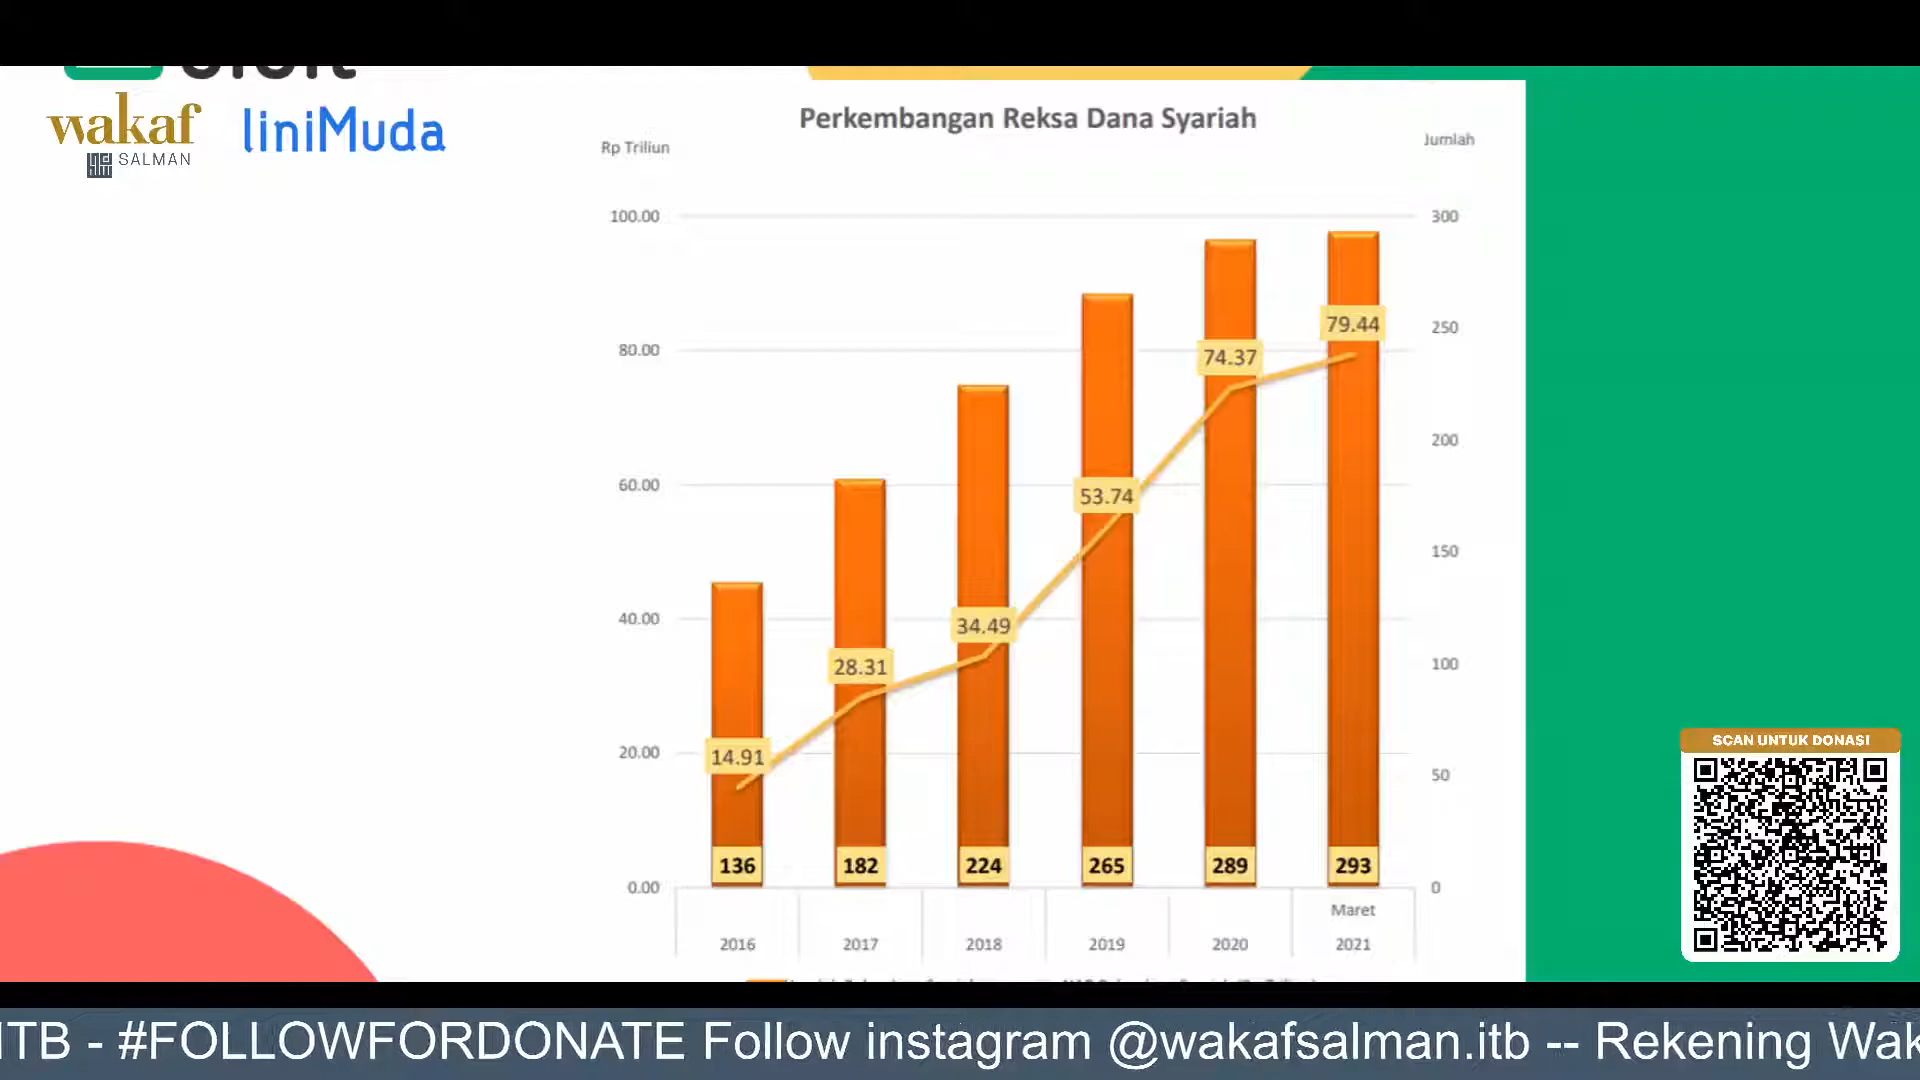 wakaf
SALMAN
liniMuda
Perkembangan Reksa Dana Syariah
Rp Triliun
Jumlah
100.00
300
79.44
250
80.00
74.37
200
60.00
53.74
150
40.00
34.49
100
28.31
20.00
14.91
50
136 182 224 265 289 293
0.00
0
Maret
2016 2017 2018 2019 2020 2021
SCAN UNTUK DONASI
ITB - #FOLLOWFORDONATE Follow instagram @wakafsalman.itb -- Rekening Wak